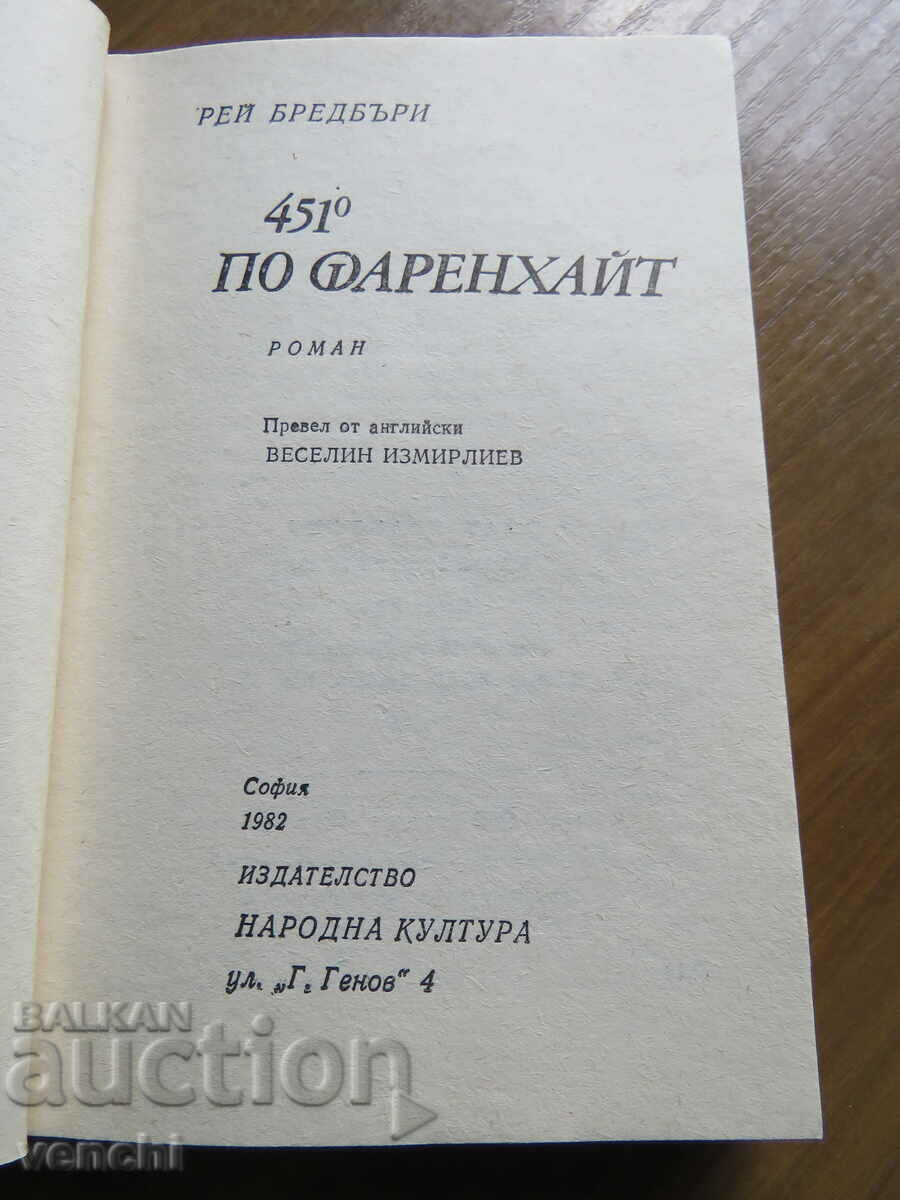 РЕЙ БРЕДБЪРИ
451°
ПО ФАРЕНХАЙТ
РОМАН
Превел от английски
ВЕСЕЛИН ИЗМИРЛИЕВ
София
1982
ИЗДАТЕЛСТВО
НАРОДНА КУЛТУРА
ул. „Г. Генов" 4
BALKAN
auction
venchi